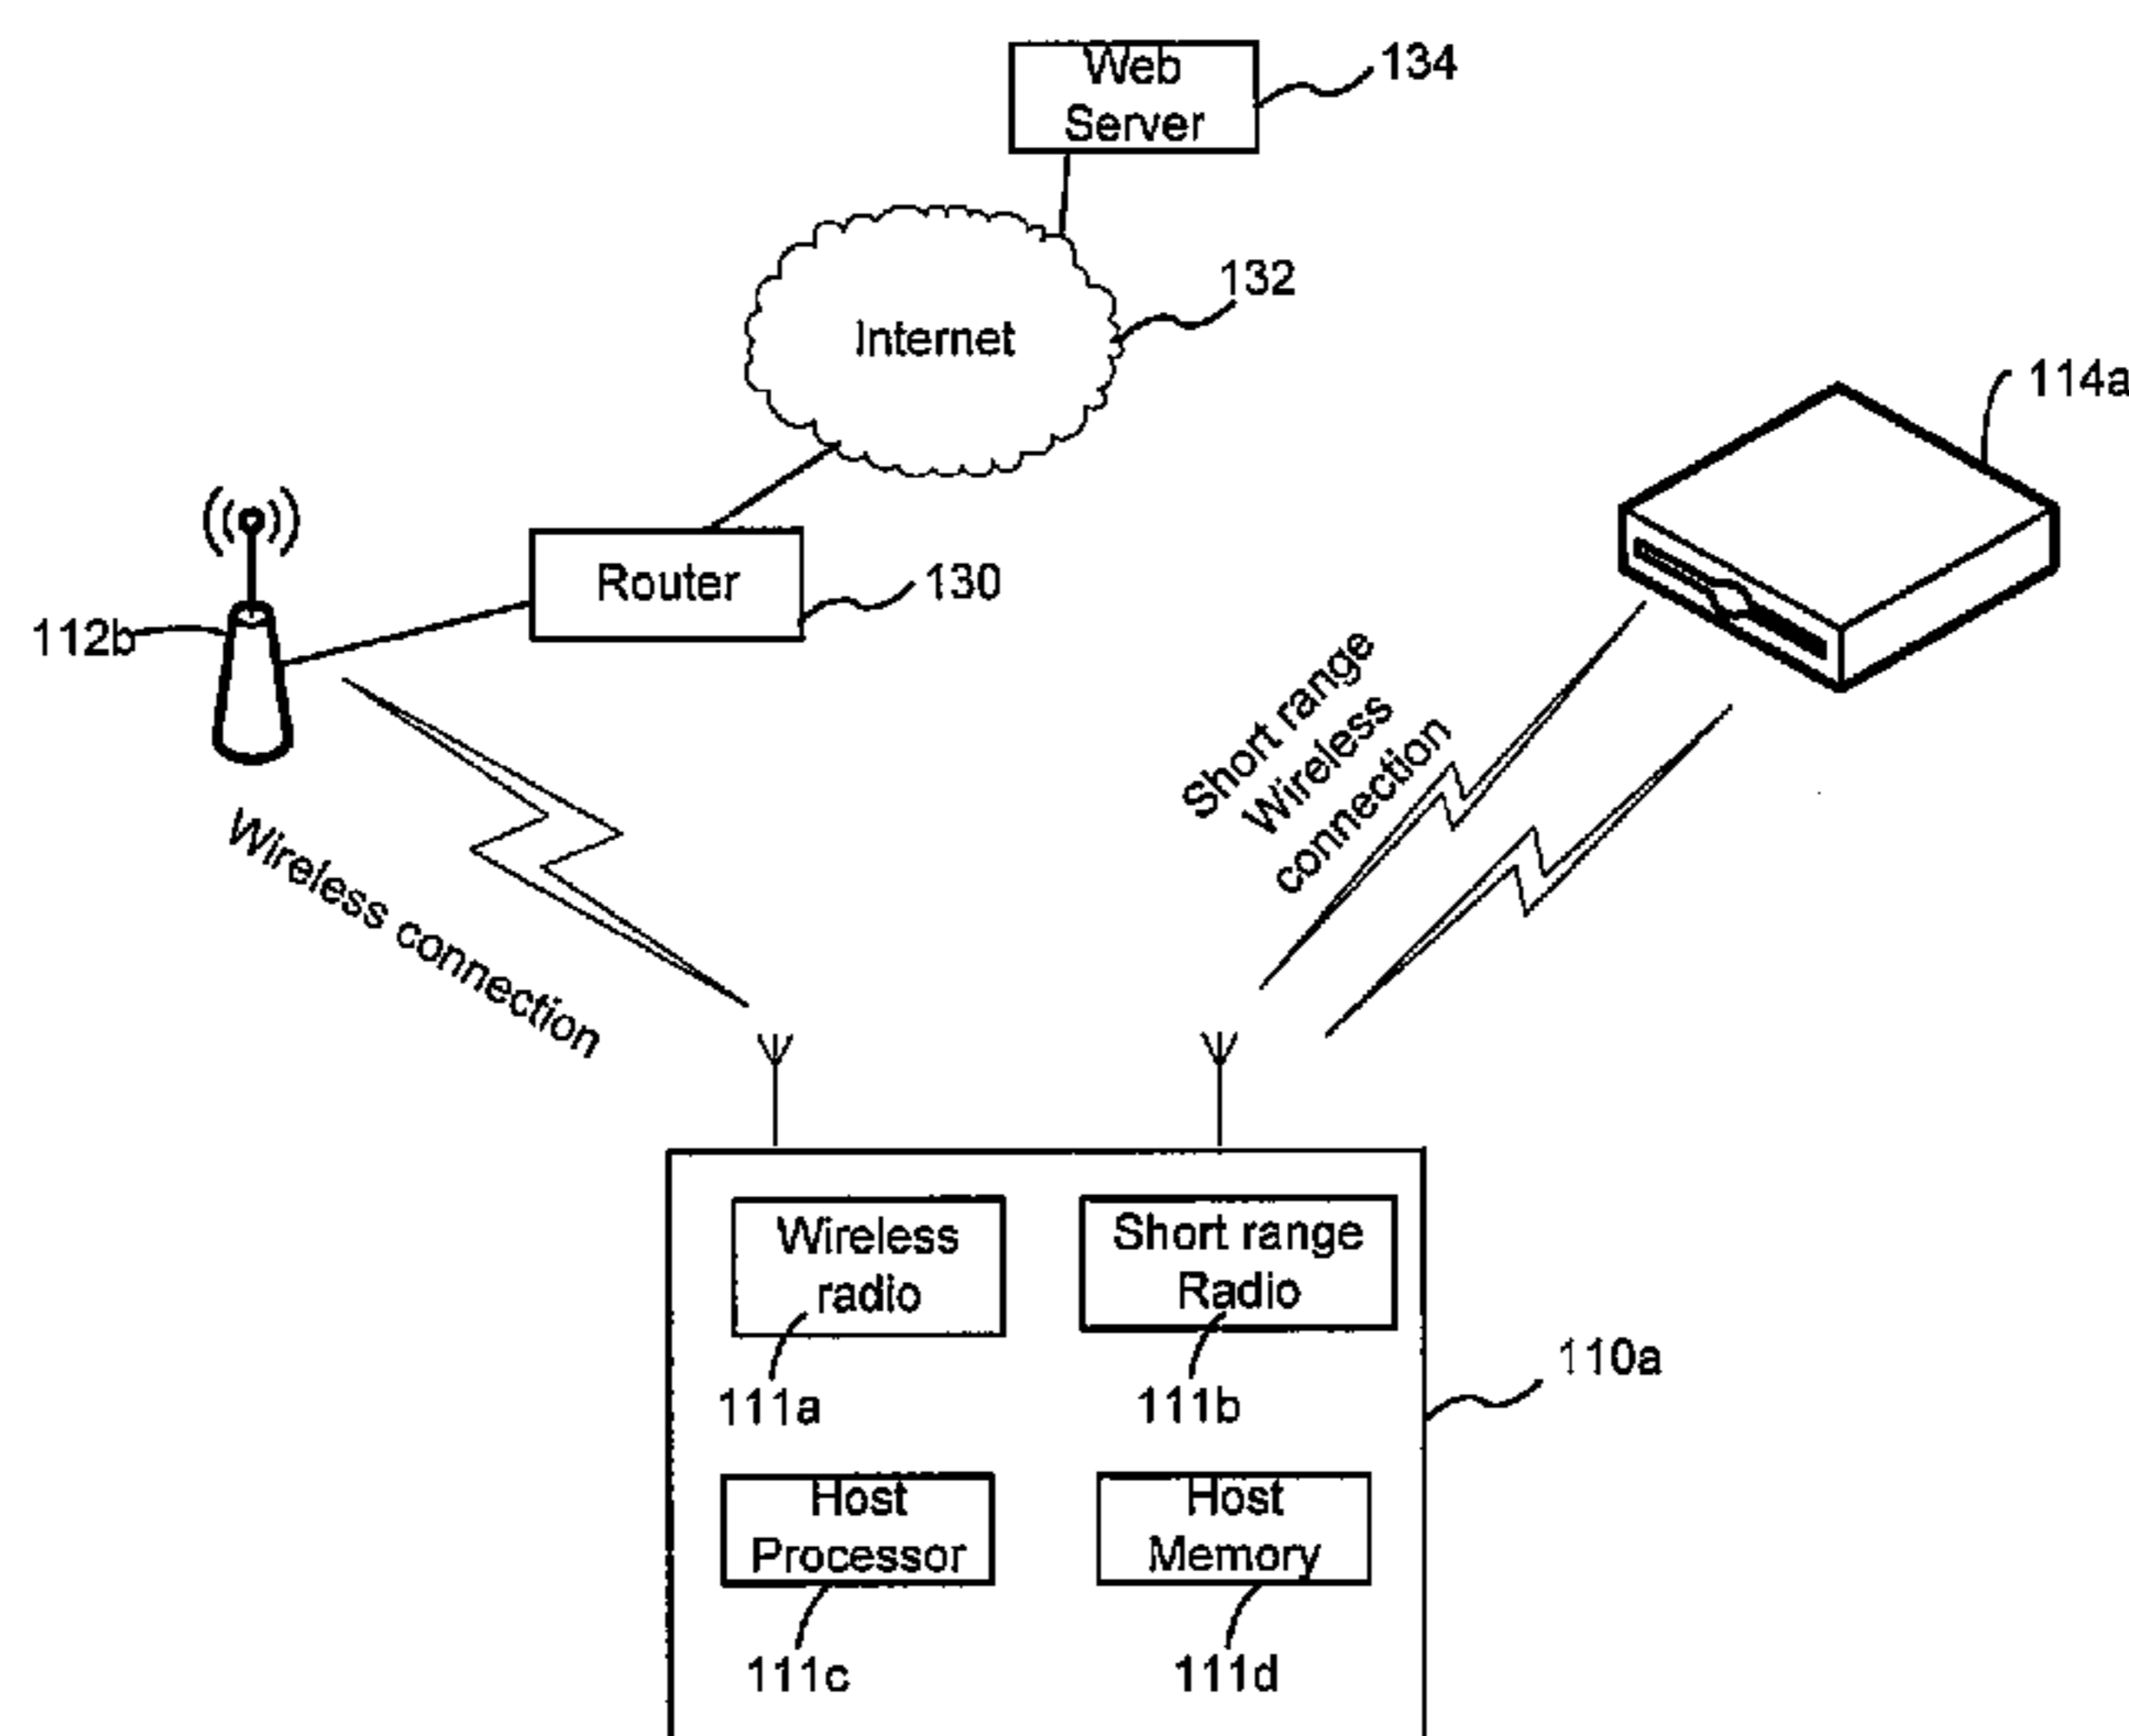 Web
Server
134
132
Internet
114a
Router
130
112b
Short range
Wireless
connection
Wireless connection
Wireless
radio
Short range
Radio
111a
111b
110a
Host
Processor
Host
Memory
111c
111d